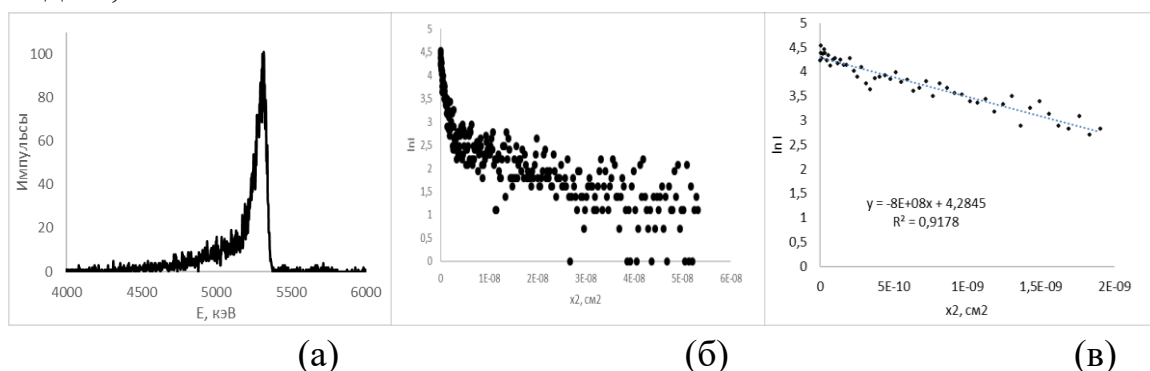 Импульсы
100
80
60
40
20
0
4000
4500
5000
5500
6000
E, кэВ
(а)
ln I
5
4,5
4
3,5
3
2,5
2
1,5
1
0,5
0
0
1E-08
2E-08
3E-08
4E-08
5E-08
6E-08
x2, см2
(б)
ln I
5
4,5
4
3,5
3
2,5
2
1,5
1
0,5
0
y = -8E+08x + 4,2845
R² = 0,9178
0
5E-10
1E-09
1,5E-09
2E-09
x2, см2
(в)